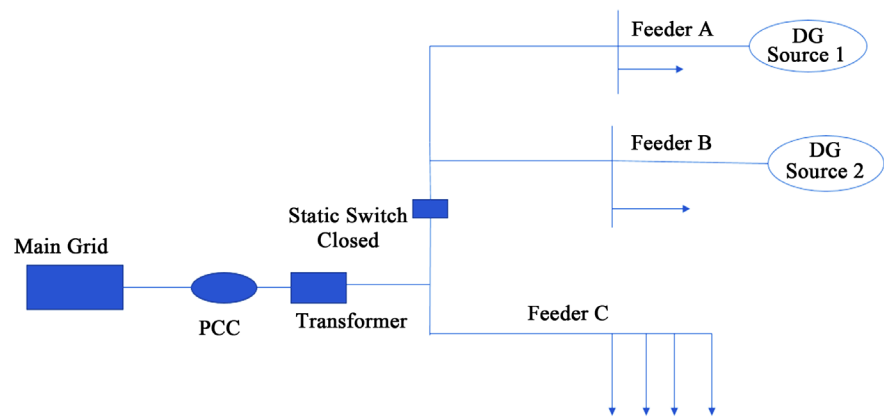 Feeder A
DG
Source 1
Feeder B
DG
Source 2
Static Switch
Closed
Main Grid
PCC
Transformer
Feeder C